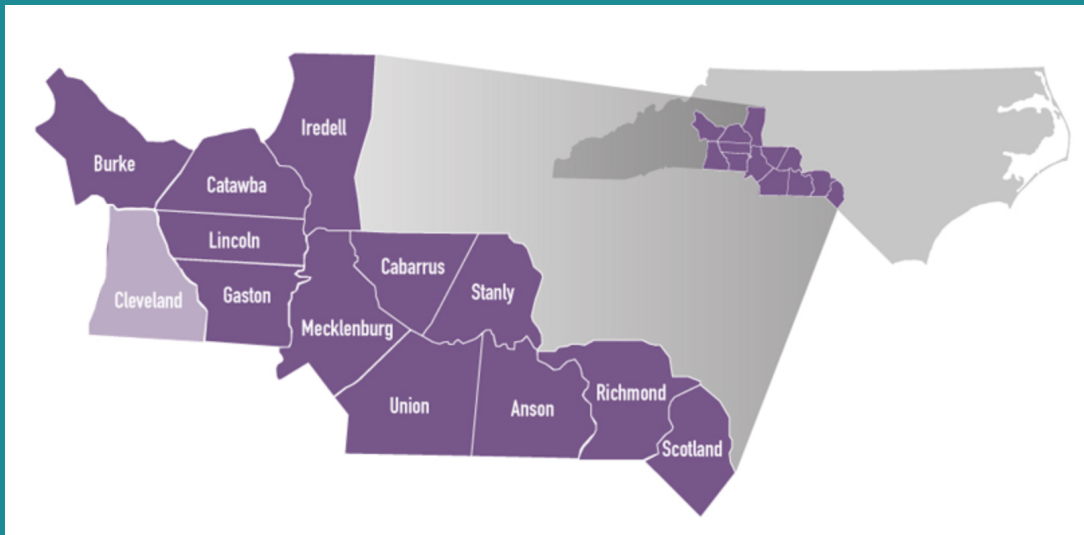 Iredell
Burke
Catawba
Lincoln
Cabarrus
Stanly
Cleveland
Gaston
Mecklenburg
Union
Anson
Richmond
Scotland